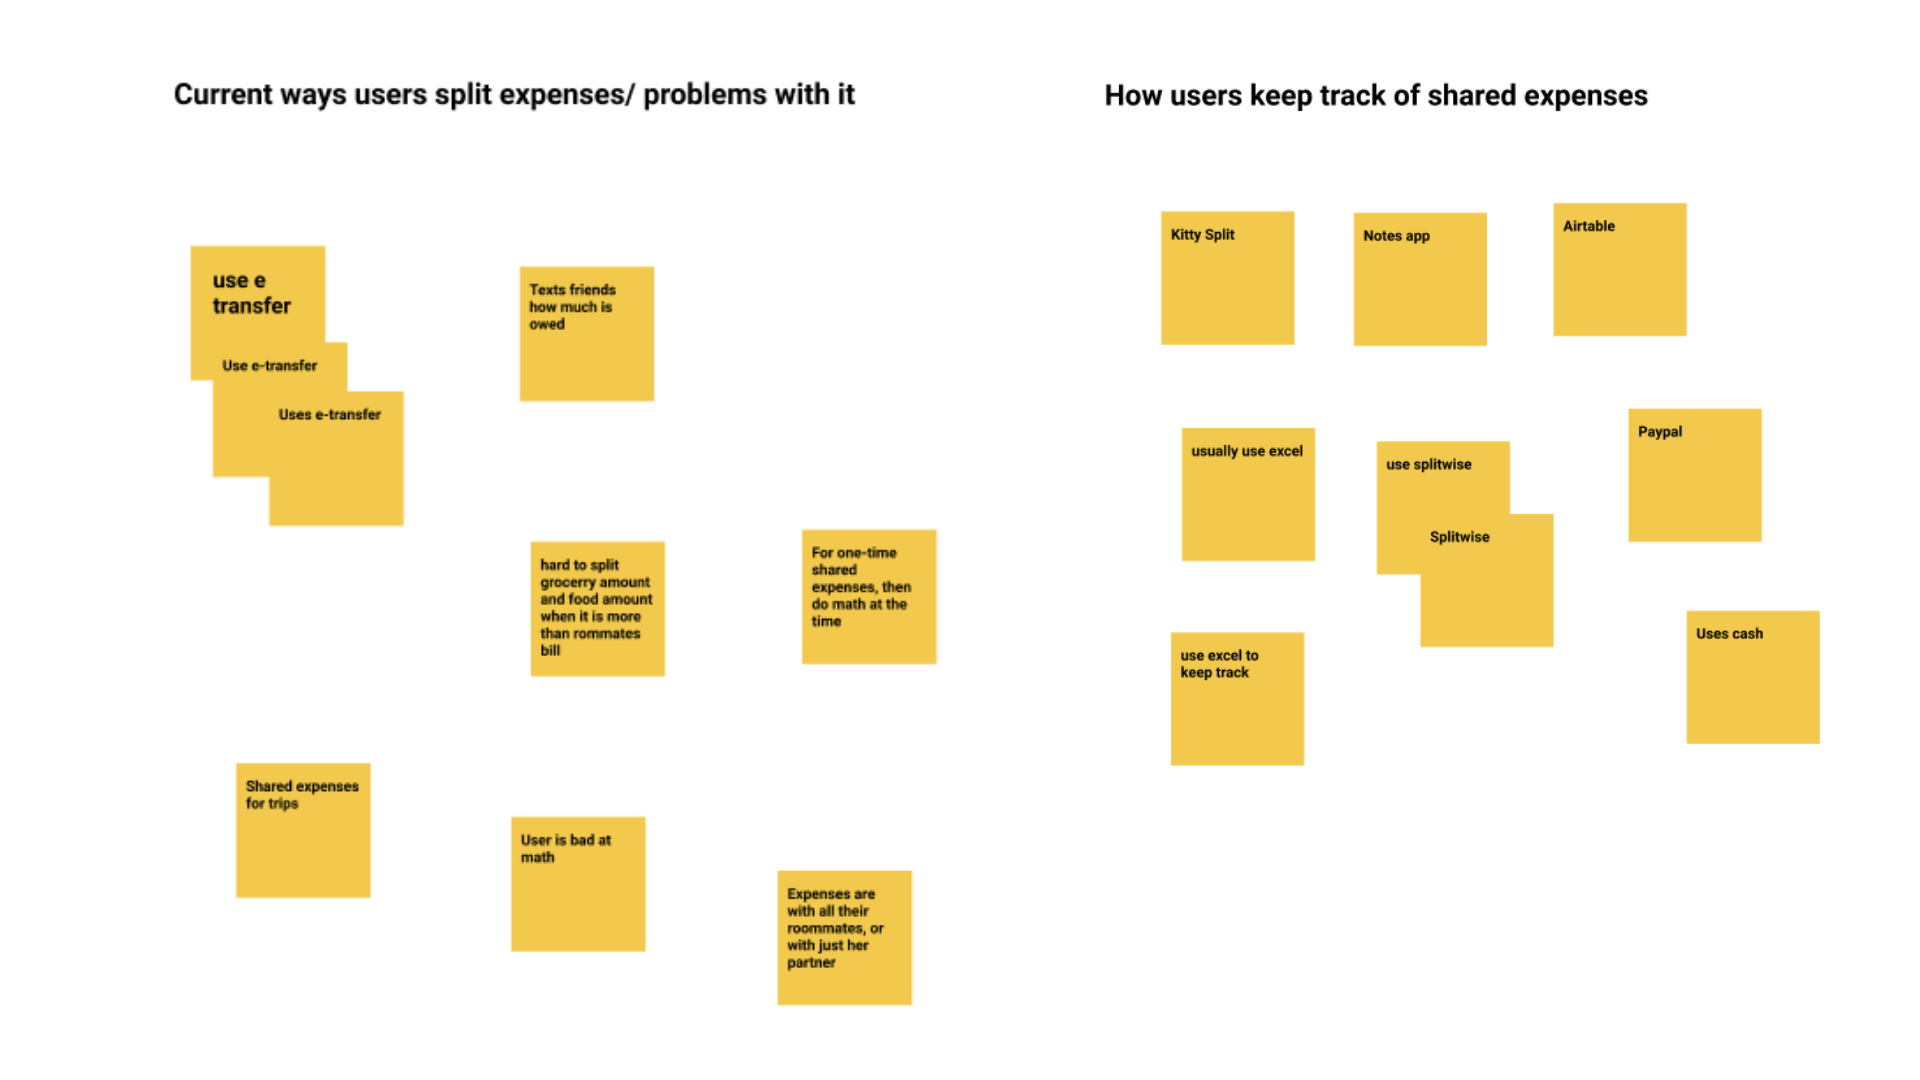 Current ways users split expenses/ problems with it
use e
transfer
Use e-transfer
Uses e-transfer
Texts friends
how much is
owed
hard to split
grocerry amount
and food amount
when it is more
than rommates
bill
For one-time
shared
expenses, then
do math at the
time
Shared expenses
for trips
User is bad at
math
Expenses are
with all their
roommates, or
with just her
partner
How users keep track of shared expenses
Kitty Split
Notes app
Airtable
usually use excel
use splitwise
Splitwise
Paypal
use excel to
keep track
Uses cash